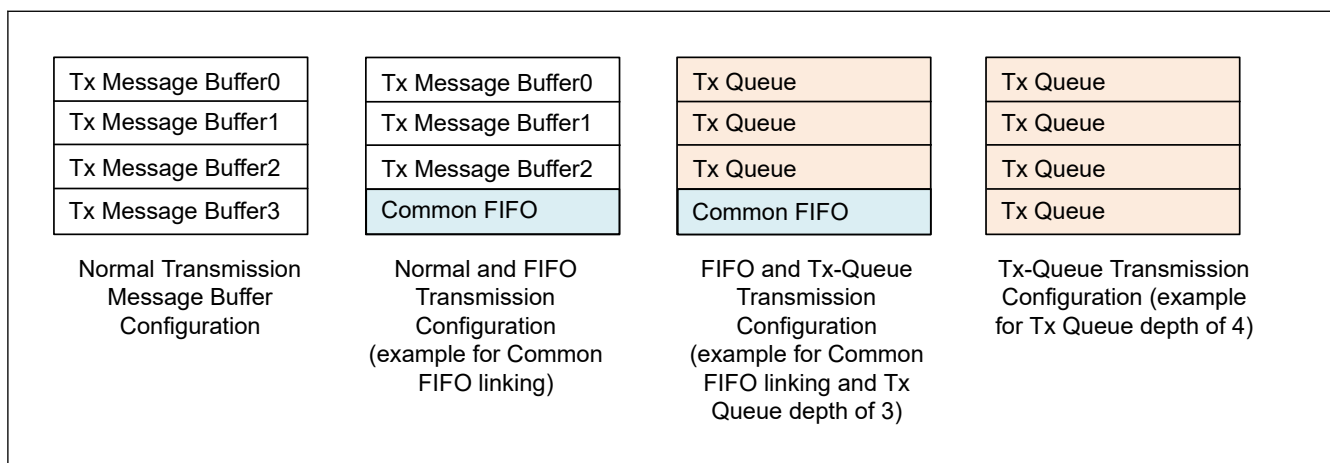 Tx Message Buffer0
Tx Message Buffer1
Tx Message Buffer2
Tx Message Buffer3
Normal Transmission
Message Buffer
Configuration
Tx Message Buffer0
Tx Message Buffer1
Tx Message Buffer2
Common FIFO
Normal and FIFO
Transmission
Configuration
(example for Common
FIFO linking)
Tx Queue
Tx Queue
Tx Queue
Common FIFO
FIFO and Tx-Queue
Transmission
Configuration
(example for Common
FIFO linking and Tx
Queue depth of 3)
Tx Queue
Tx Queue
Tx Queue
Tx Queue
Tx-Queue Transmission
Configuration (example
for Tx Queue depth of 4)